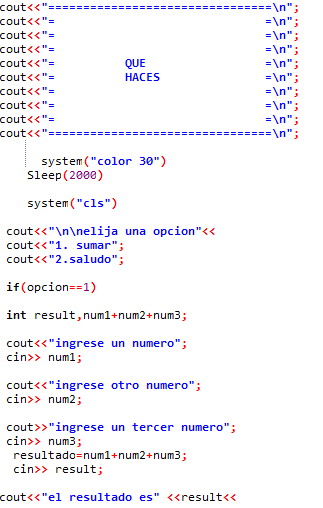 cout<<"================================\n";
cout<<"=                              =\n";
cout<<"=                              =\n";
cout<<"=                              =\n";
cout<<"=          QUE                 =\n";
cout<<"=          HACES               =\n";
cout<<"=                              =\n";
cout<<"=                              =\n";
cout<<"=                              =\n";
cout<<"================================\n";
system("color 30")
Sleep(2000)
system("cls")
cout<<"\n\nelija una opcion"<<
cout<<"1. sumar";
cout<<"2.saludo";
if(opcion==1)
int result,num1+num2+num3;
cout<<"ingrese un numero";
cin>> num1;
cout<<"ingrese otro numero";
cin>> num2;
cout>>"ingrese un tercer numero";
cin>> num3;
resultado=num1+num2+num3;
cin>> result;
cout<<"el resultado es" <<result<<